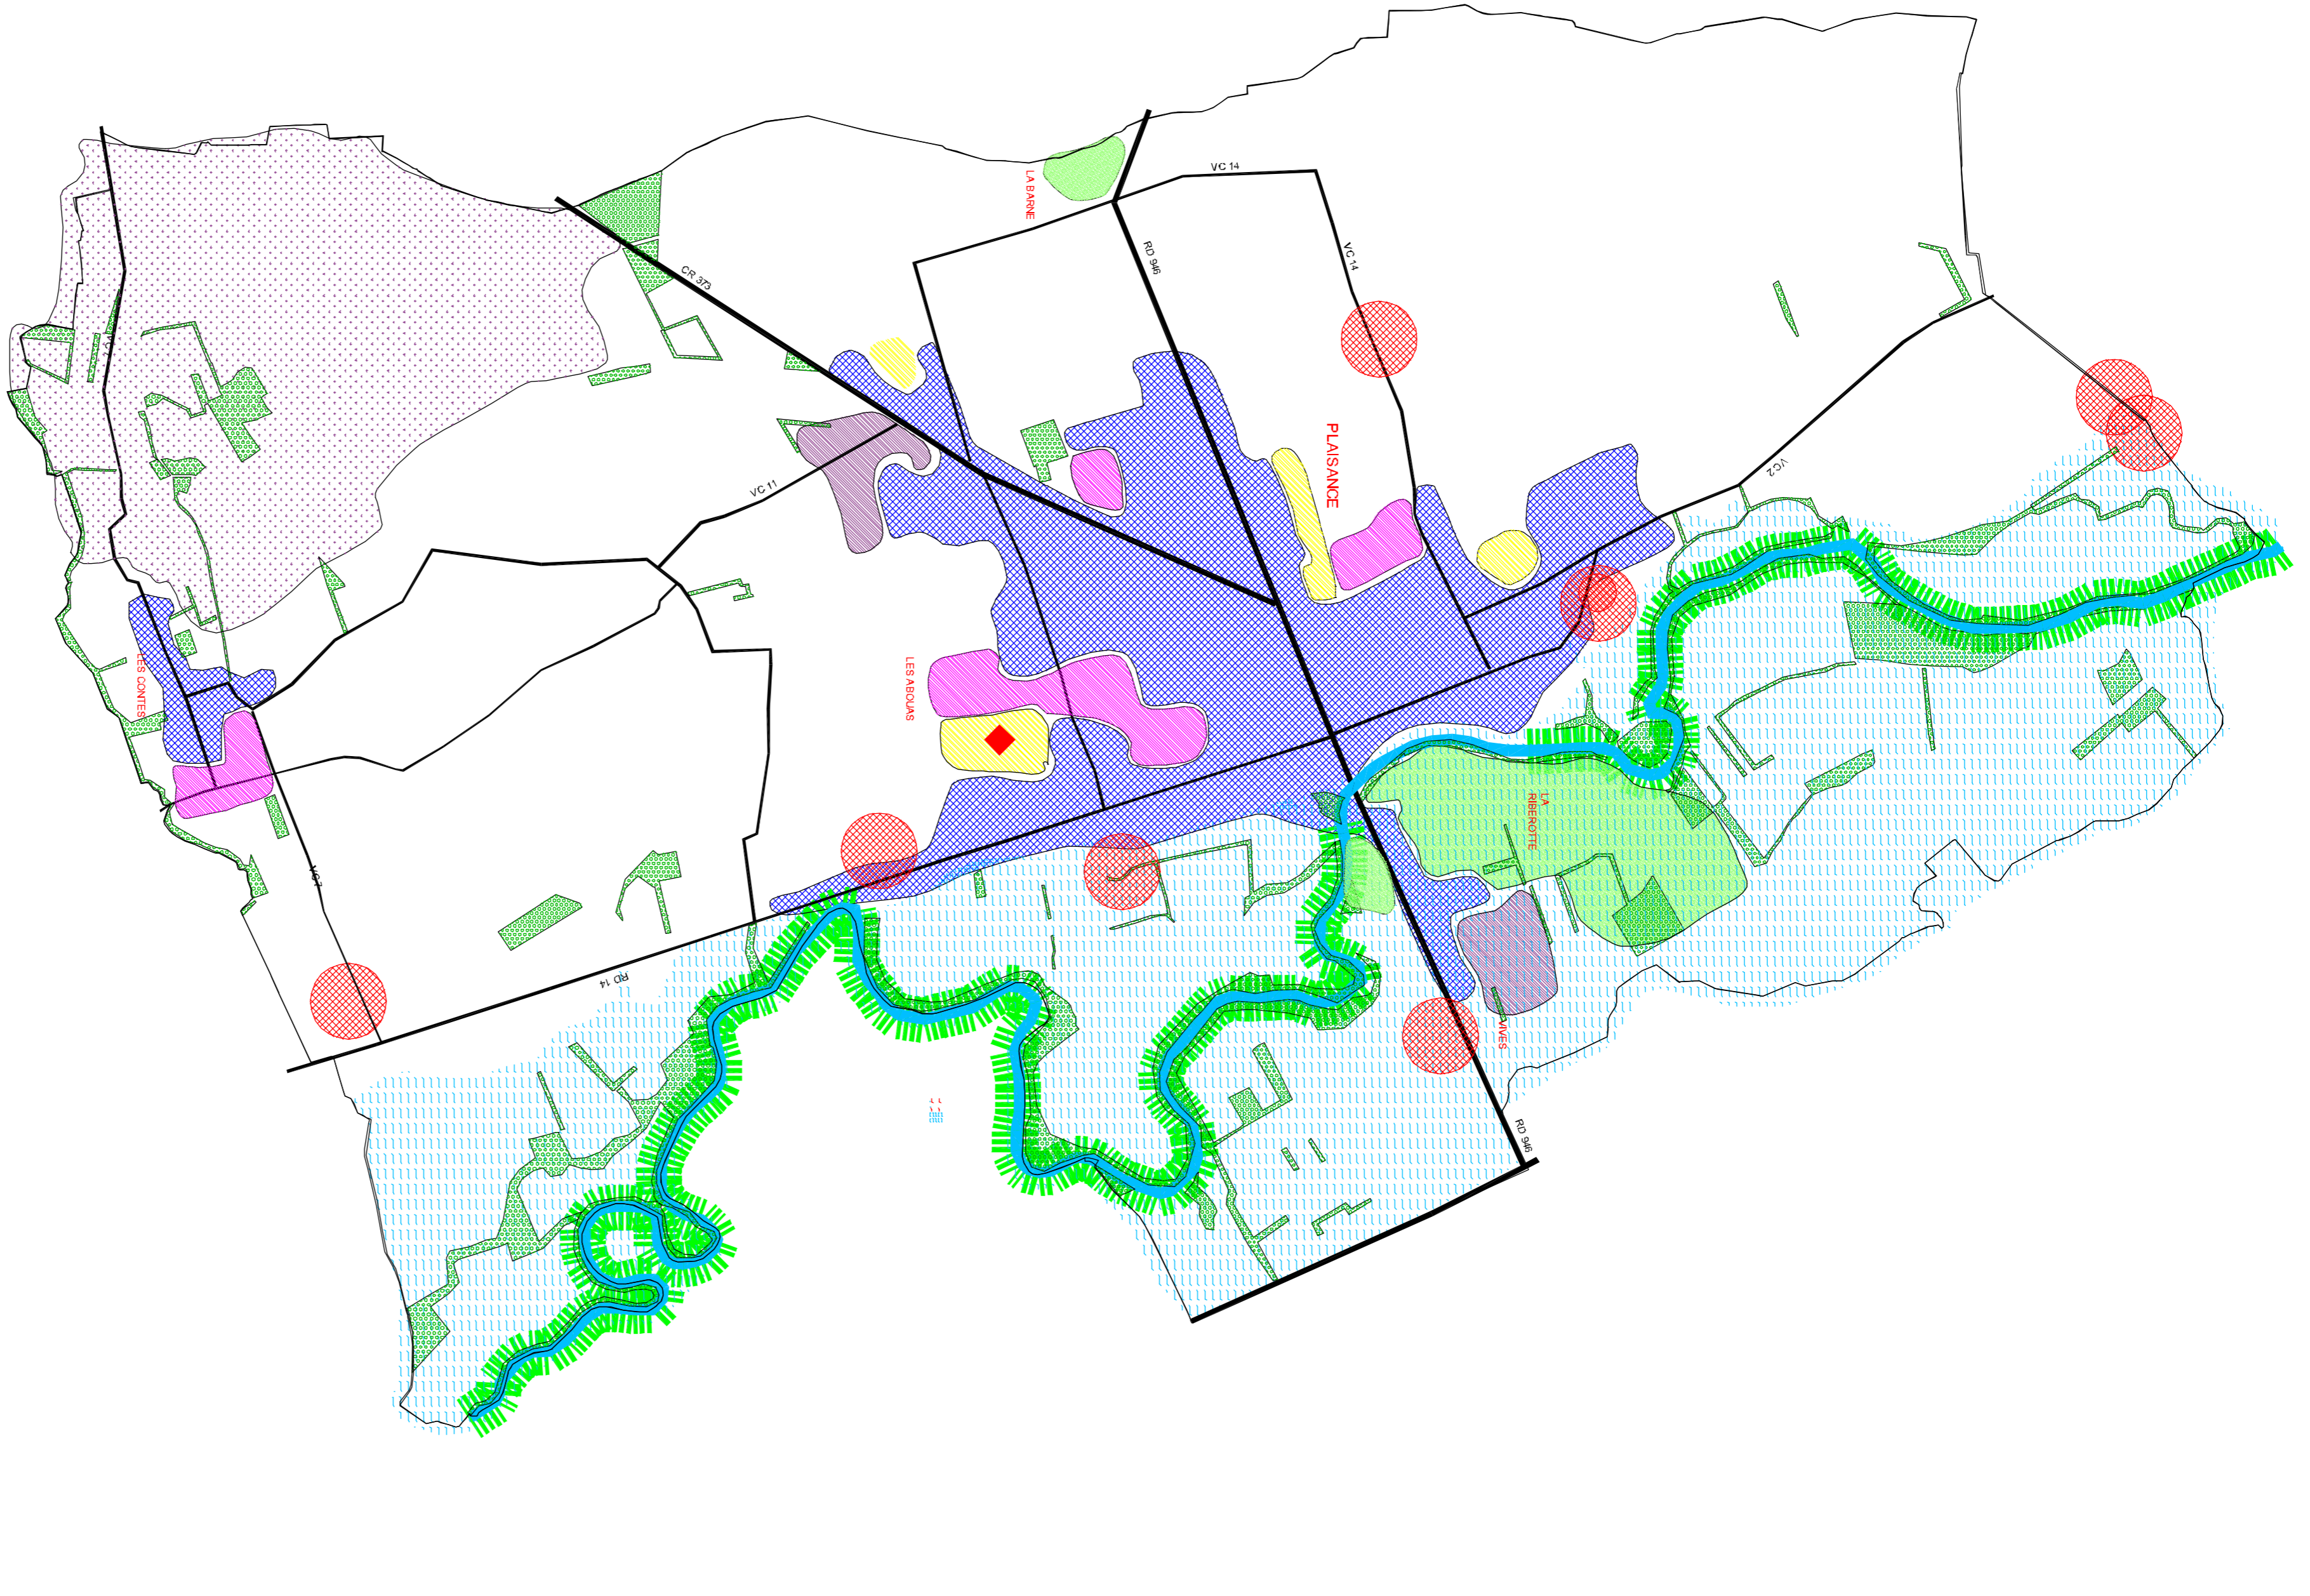 VC 14
LA BARNE
RD 946
VC 14
CR 373
PLAISANCE
VC 2
VC 11
LES CONTES
LES ABOUAS
LA
RIBEROTTE
VC 7
RD 14
VIVES
RD 946